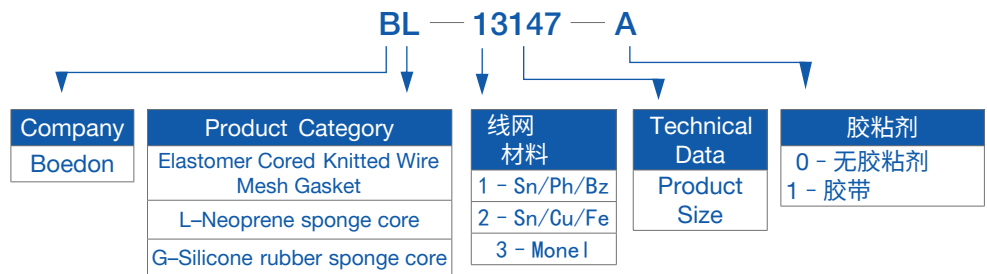 BL — 13147 — A
Company
Boedon
Product Category
Elastomer Cored Knitted Wire
Mesh Gasket
L–Neoprene sponge core
G–Silicone rubber sponge core
线网
材料
1 – Sn/Ph/Bz
2 – Sn/Cu/Fe
3 – Monel
Technical
Data
Product
Size
胶粘剂
0 – 无胶粘剂
1 – 胶带